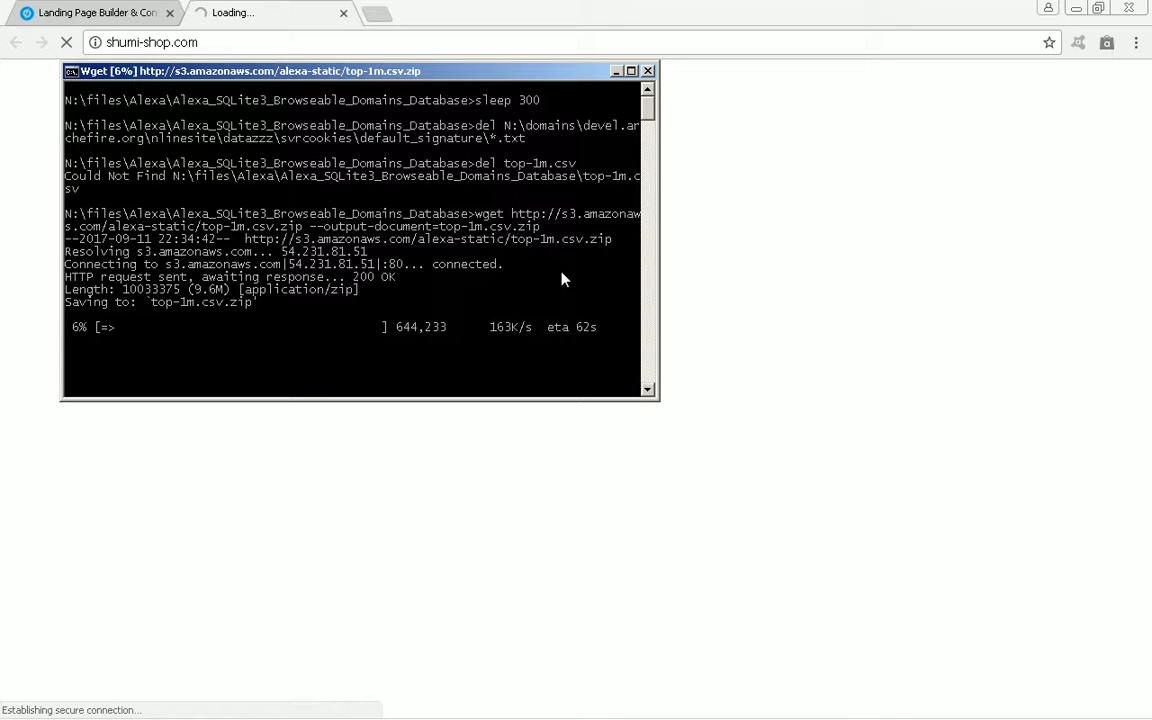 Landing Page Builder & Con
Loading...
shumi-shop.com
Wget [6%] http://s3.amazonaws.com/alexa-static/top-1m.csv.zip
N:\files\Alexa\Alexa_SQLite3_Browseable_Domains_Database>sleep 300
N:\files\Alexa\Alexa_SQLite3_Browseable_Domains_Database>del N:\domains\devel.ar
chefire.org\nlinesite\datazzz\svrcookies\default_signature\*.txt
N:\files\Alexa\Alexa_SQLite3_Browseable_Domains_Database>del top-1m.csv
Could Not Find N:\files\Alexa\Alexa_SQLite3_Browseable_Domains_Database\top-1m.c
sv
N:\files\Alexa\Alexa_SQLite3_Browseable_Domains_Database>wget http://s3.amazonaw
s.com/alexa-static/top-1m.csv.zip --output-document=top-1m.csv.zip
--2017-09-11 22:34:42--  http://s3.amazonaws.com/alexa-static/top-1m.csv.zip
Resolving s3.amazonaws.com... 54.231.81.51
Connecting to s3.amazonaws.com|54.231.81.51|:80... connected.
HTTP request sent, awaiting response... 200 OK
Length: 10033375 (9.6M) [application/zip]
Saving to: `top-1m.csv.zip'
6% [=> ] 644,233 163K/s eta 62s
Establishing secure connection...